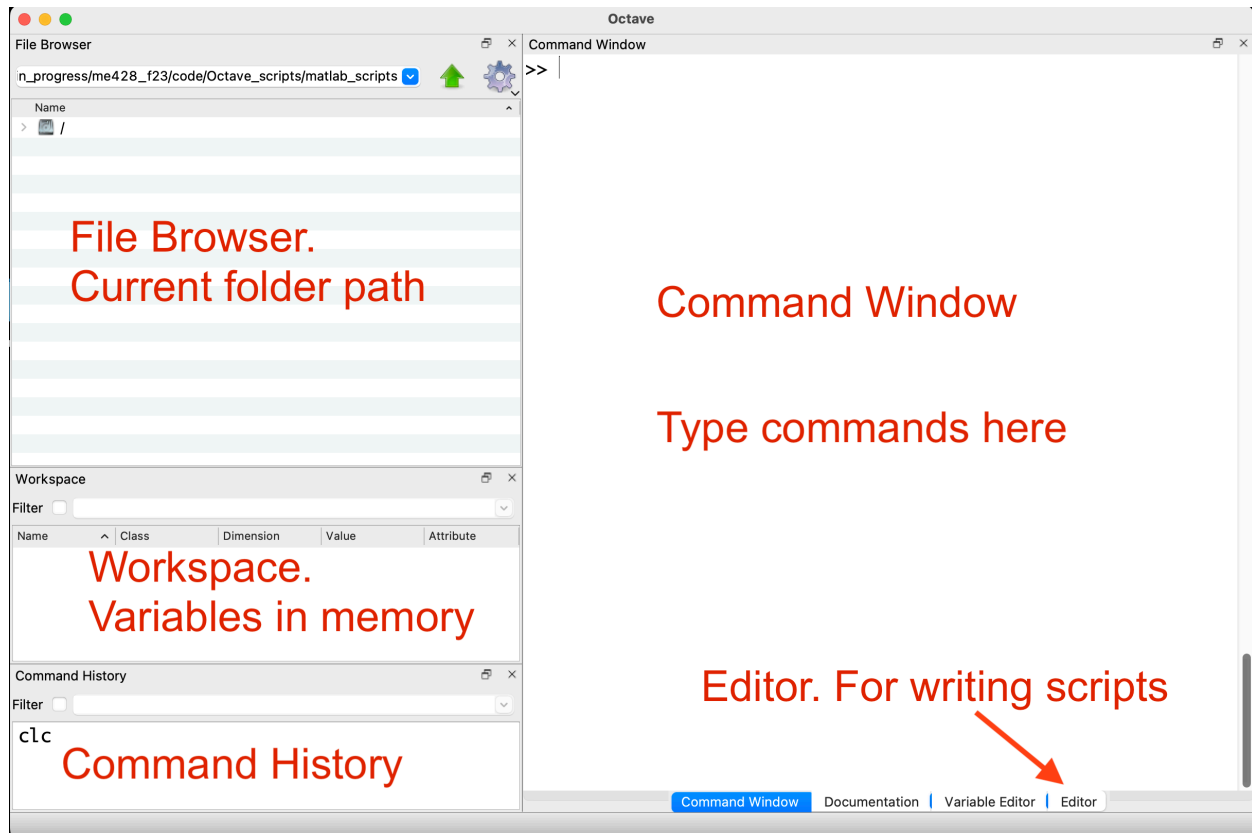 Octave
File Browser
in_progress/me428_f23/code/Octave_scripts/matlab_scripts
Name
/
File Browser.
Current folder path
Workspace
Filter
Name Class Dimension Value Attribute
Workspace.
Variables in memory
Command History
Filter
clc
Command History
Command Window
>>
Command Window
Type commands here
Editor. For writing scripts
Command Window Documentation Variable Editor Editor